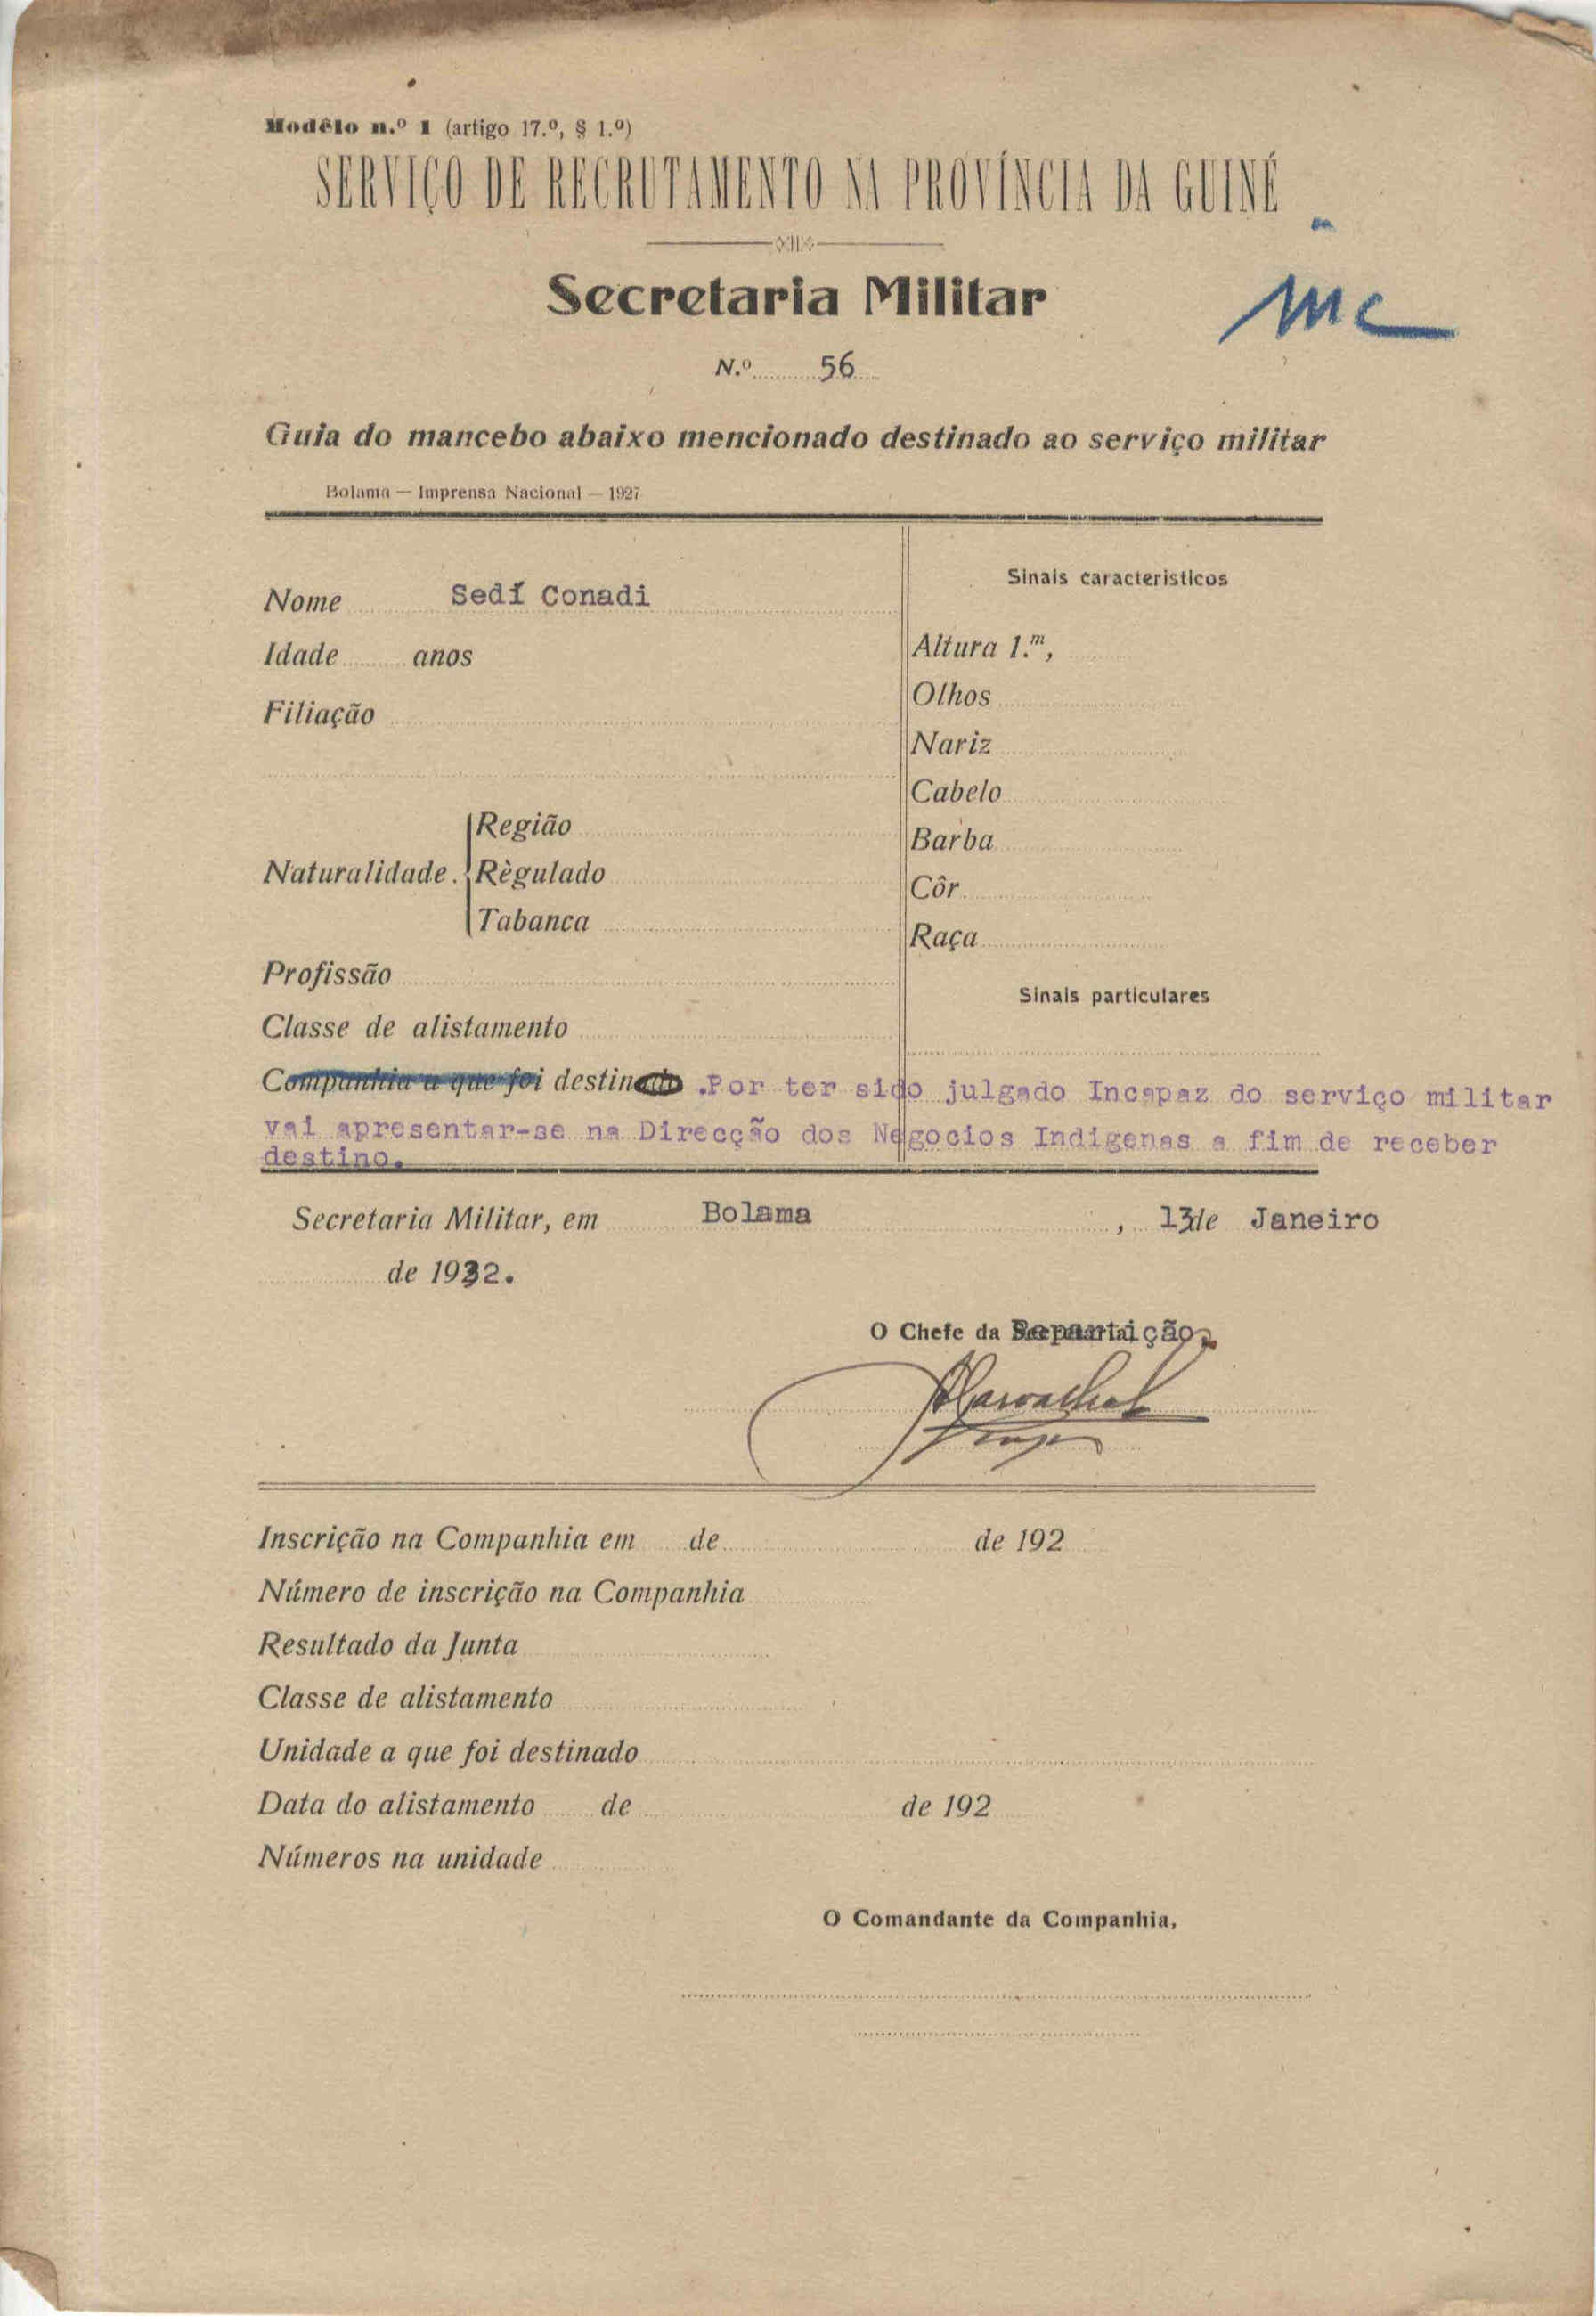 Modêlo n.º 1 (artigo 17.º, § 1.º)
SERVIÇO DE RECRUTAMENTO NA PROVÍNCIA DA GUINÉ
Secretaria Militar
mc
N.º 56
Guia do mancebo abaixo mencionado destinado ao serviço militar
Bolama — Imprensa Nacional — 1927
Nome Sedí Conadi
Idade anos
Filiação
Naturalidade. Região
Règulado
Tabanca
Profissão
Classe de alistamento
Sinais caracteristicos
Altura 1.m,
Olhos
Nariz
Cabelo
Barba
Côr
Raça
Sinais particulares
Companhia a que foi destinado .Por ter sido julgado Incapaz do serviço militar
vai apresentar-se na Direcção dos Negocios Indigenas a fim de receber
destino.
Secretaria Militar, em Bolama, 13 de Janeiro
de 1932.
O Chefe da Repartição,
Inscrição na Companhia em de de 192
Número de inscrição na Companhia
Resultado da Junta
Classe de alistamento
Unidade a que foi destinado
Data do alistamento de de 192
Números na unidade
O Comandante da Companhia,